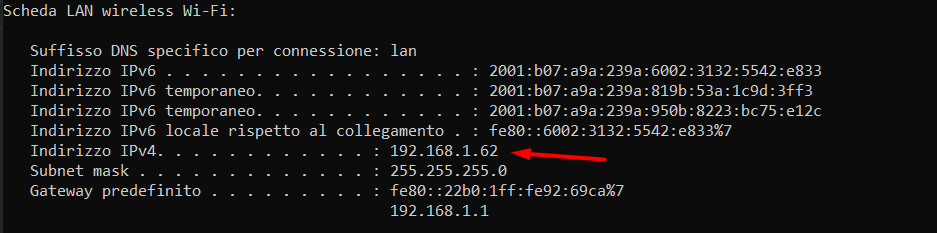 Scheda LAN wireless Wi-Fi:
Suffisso DNS specifico per connessione: lan
Indirizzo IPv6 . . . . . . . . . . . . . . . . . : 2001:b07:a9a:239a:6002:3132:5542:e833
Indirizzo IPv6 temporaneo. . . . . . . . . . . . : 2001:b07:a9a:239a:819b:53a:1c9d:3ff3
Indirizzo IPv6 temporaneo. . . . . . . . . . . . : 2001:b07:a9a:239a:950b:8223:bc75:e12c
Indirizzo IPv6 locale rispetto al collegamento . : fe80::6002:3132:5542:e833%7
Indirizzo IPv4. . . . . . . . . . . . : 192.168.1.62
Subnet mask . . . . . . . . . . . . . : 255.255.255.0
Gateway predefinito . . . . . . . . . : fe80::22b0:1ff:fe92:69ca%7
192.168.1.1